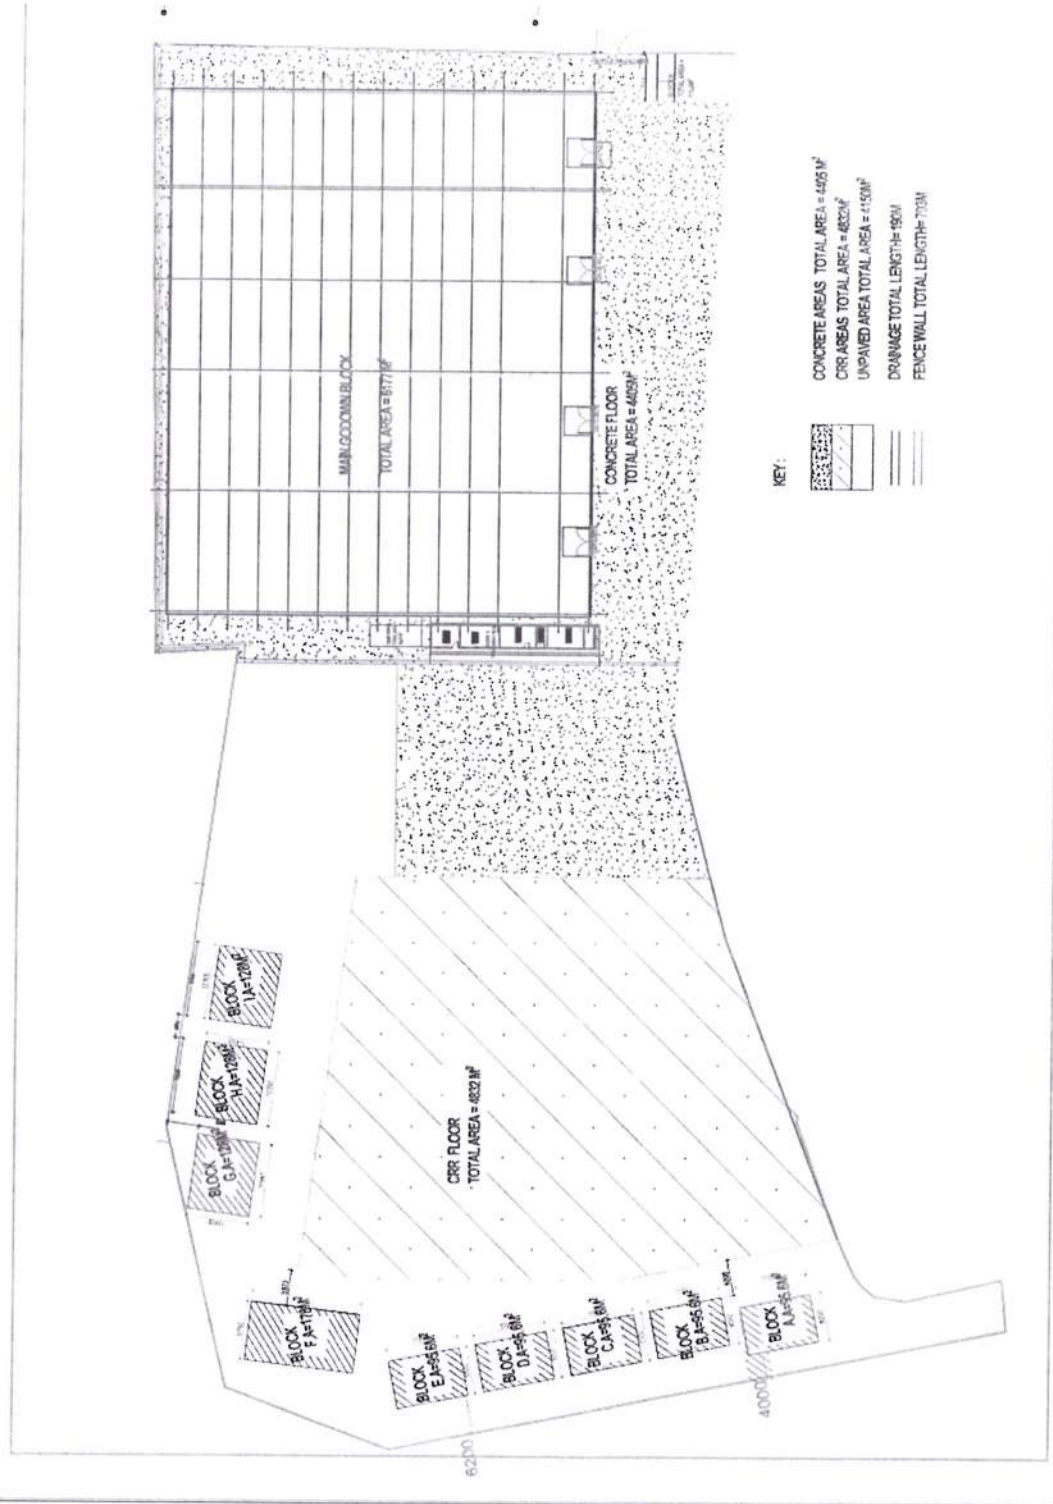 MAIN GODOWN BLOCK
TOTAL AREA = 6177 M²
CONCRETE FLOOR
TOTAL AREA = 4405M²
CRR FLOOR
TOTAL AREA = 4832 M²
BLOCK
I.A=128M²
BLOCK
H.A=128M²
BLOCK
G.A=128M²
BLOCK
F.A=178M²
BLOCK
E.A=95.6M²
BLOCK
D.A=95.6M²
BLOCK
C.A=95.6M²
BLOCK
B.A=95.6M²
BLOCK
A.A=95.6M²
6200
4000
KEY:
CONCRETE AREAS TOTAL AREA = 4405 M²
CRR AREAS TOTAL AREA = 4832M²
UNPAVED AREA TOTAL AREA = 4150M²
DRAINAGE TOTAL LENGTH= 190M
FENCE WALL TOTAL LENGTH= 703M